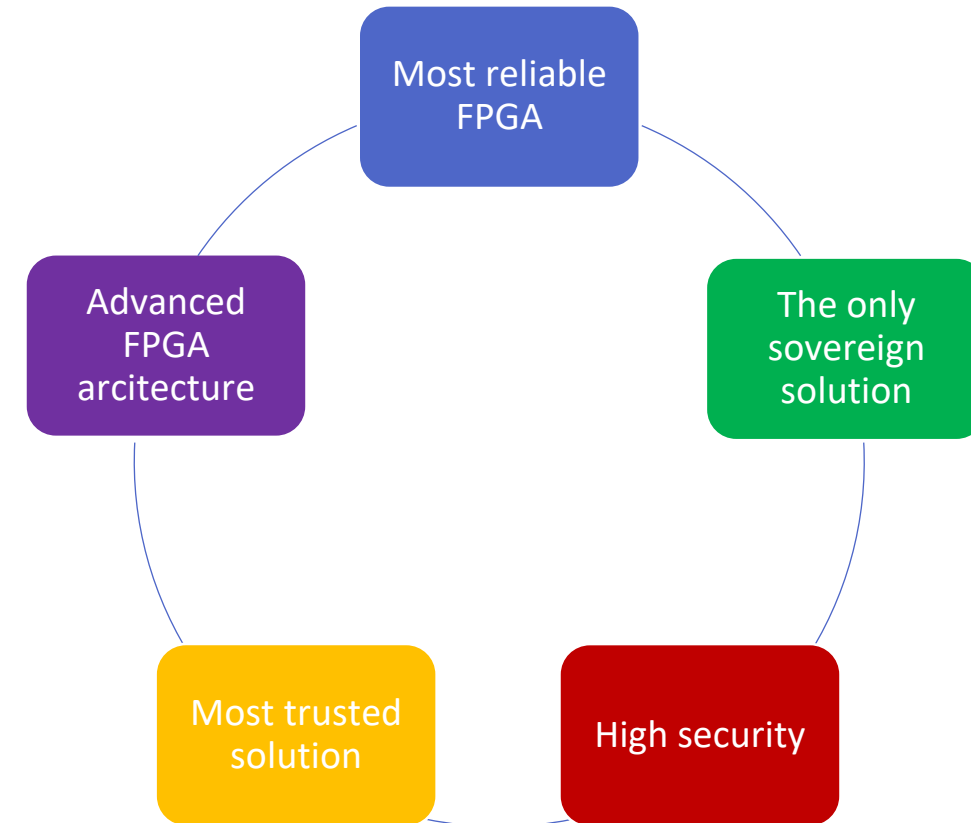 Most reliable
FPGA
Advanced
FPGA
arcitecture
The only
sovereign
solution
Most trusted
solution
High security